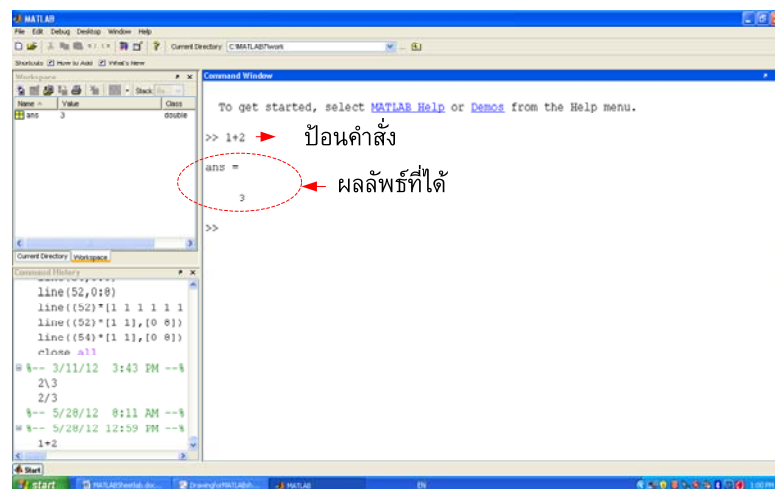 MATLAB
File Edit Debug Desktop Window Help
Current Directory: C:\MATLAB7\work
Shortcuts How to Add What's New
Workspace
Stack:
Name Value Class
ans 3 double
Current Directory Workspace
Command History
line(52,0:8)
line((52)*[1 1 1 1 1 1
line((52)*[1 1],[0 8])
line((54)*[1 1],[0 8])
close all
%-- 3/11/12 3:43 PM --%
2\3
2/3
%-- 5/28/12 8:11 AM --%
%-- 5/28/12 12:59 PM --%
1+2
Command Window
To get started, select MATLAB Help or Demos from the Help menu.
>> 1+2 ป้อนคำสั่ง
ans =
ผลลัพธ์ที่ได้
3
>>
Start
start MATLAB EN 1:00 PM